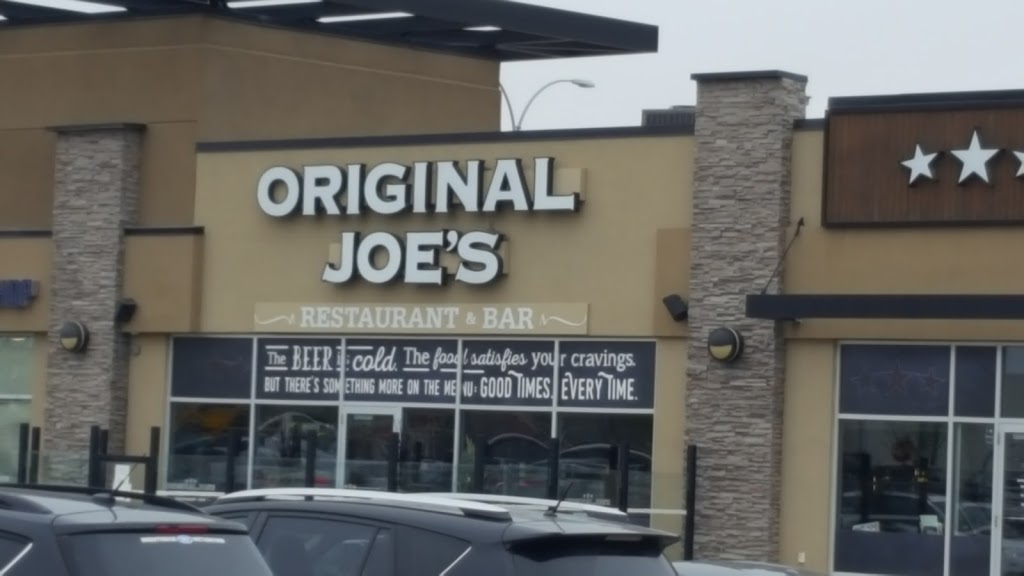 ORIGINAL
JOE'S
RESTAURANT & BAR
The BEER is cold. The food satisfies your cravings.
BUT THERE'S SOMETHING MORE ON THE MENU: GOOD TIMES. EVERY TIME.